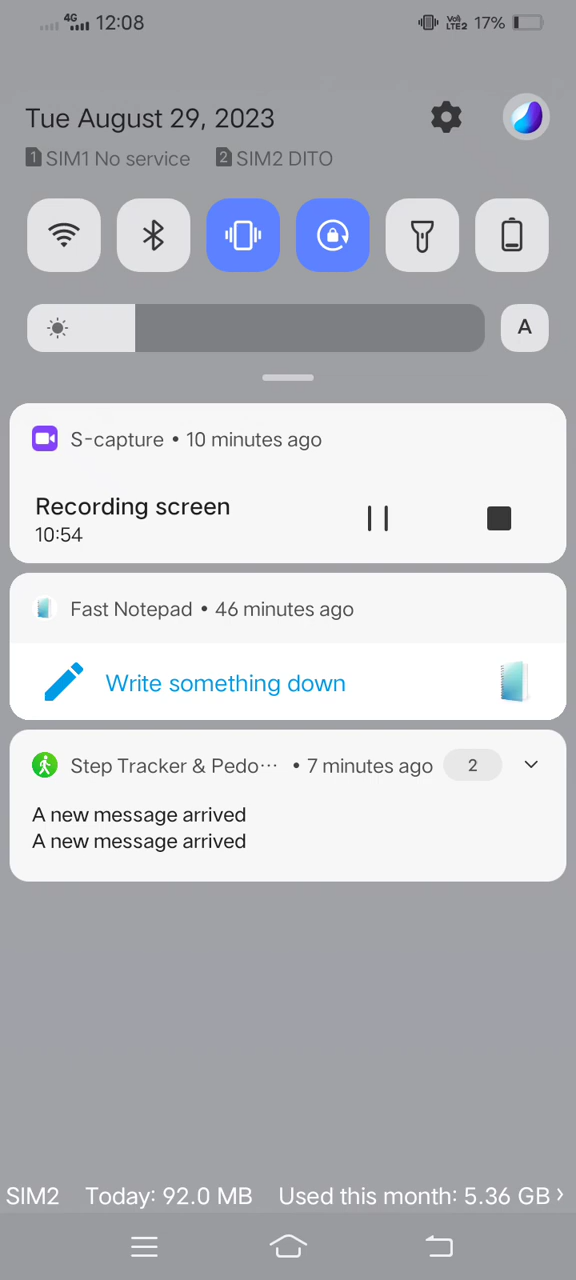 4G 12:08 VoB LTE2 17%
Tue August 29, 2023
1 SIM1 No service 2 SIM2 DITO
A
S-capture • 10 minutes ago
Recording screen
10:54
Fast Notepad • 46 minutes ago
Write something down
Step Tracker & Pedo··· • 7 minutes ago 2
A new message arrived
A new message arrived
SIM2 Today: 92.0 MB Used this month: 5.36 GB ›